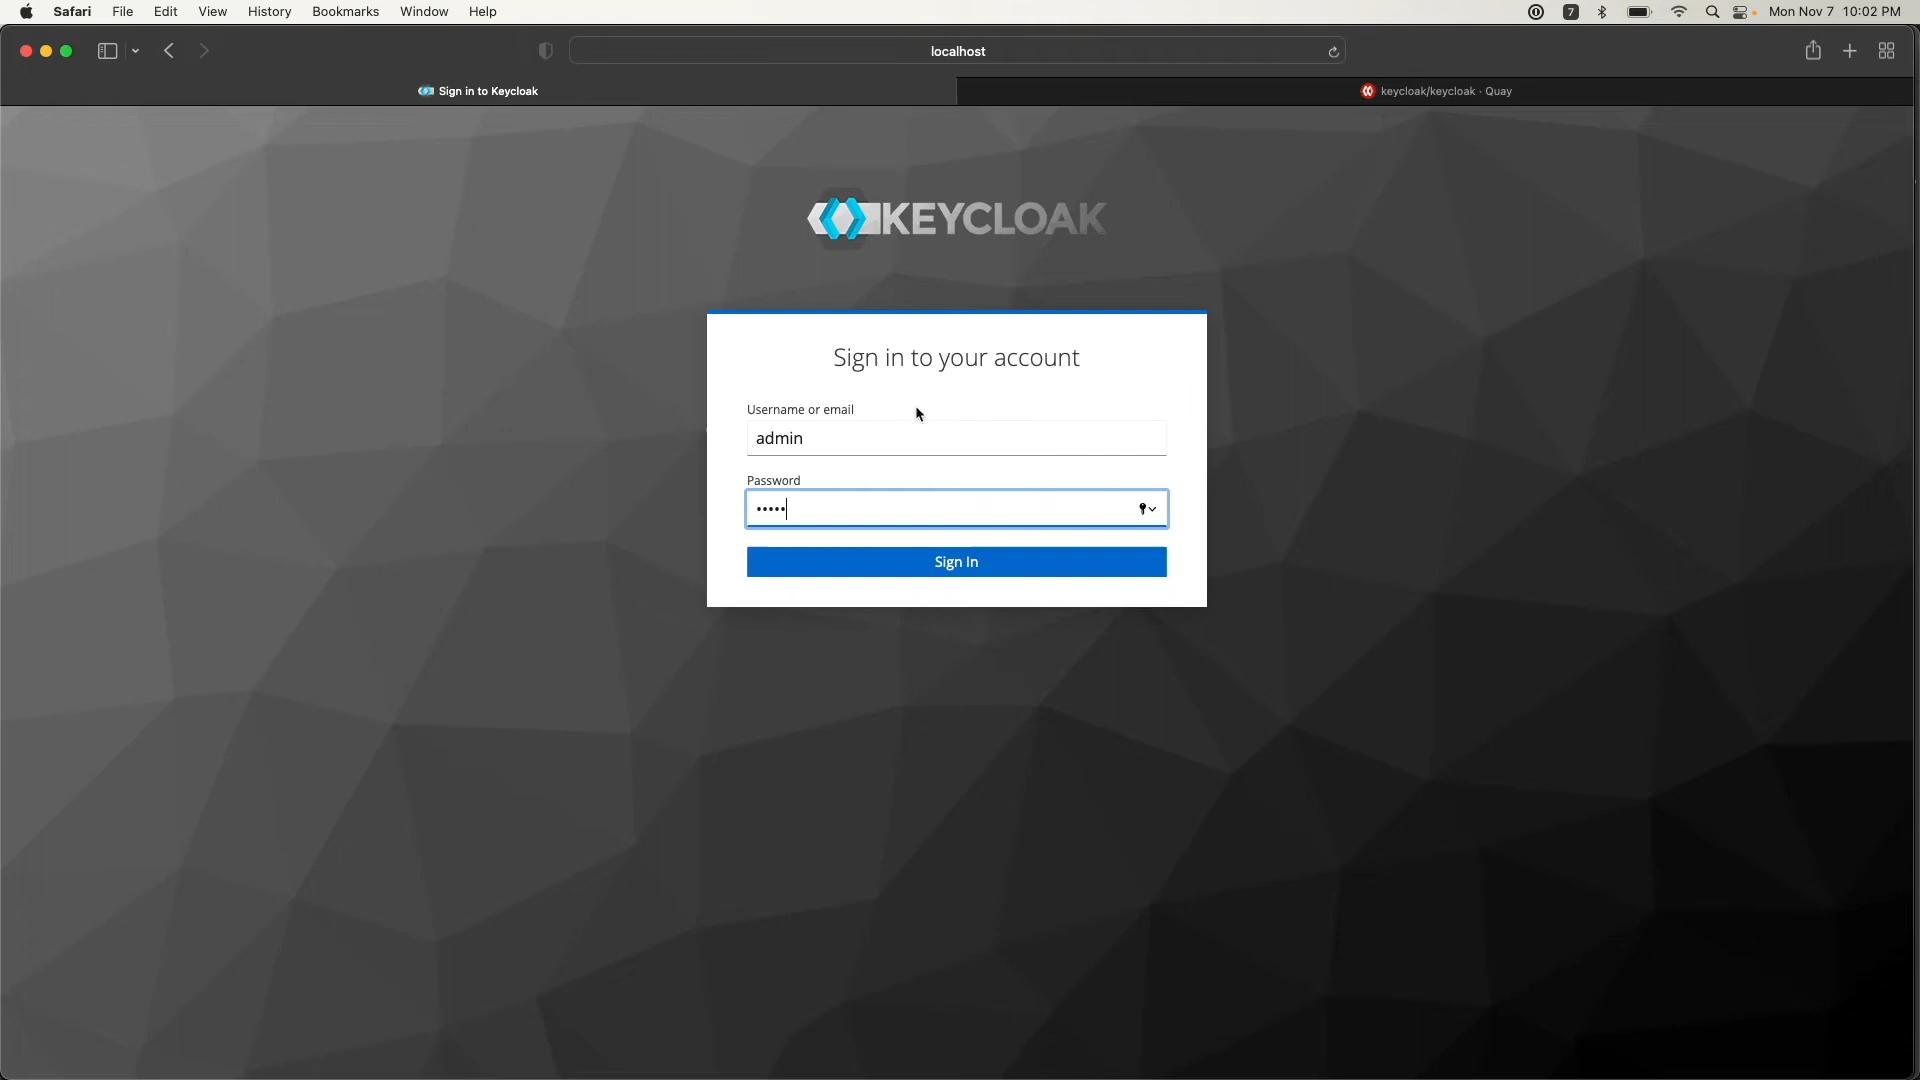 Safari File Edit View History Bookmarks Window Help 7 Mon Nov 7 10:02 PM
localhost
Sign in to Keycloak keycloak/keycloak · Quay
KEYCLOAK
Sign in to your account
Username or email
admin
Password
•••••
Sign In